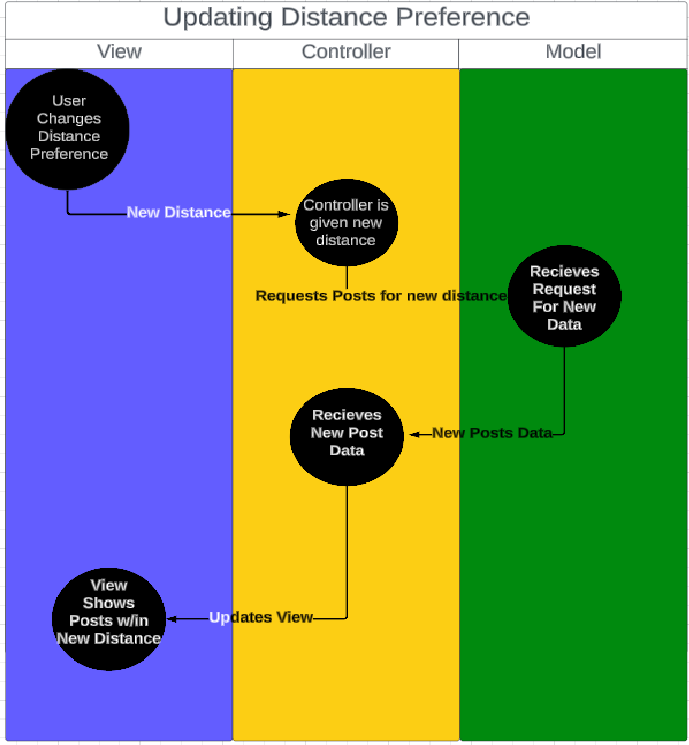 Updating Distance Preference
View
Controller
Model
User
Changes
Distance
Preference
New Distance
Controller is
given new
distance
Requests Posts for new distance
Recieves
Request
For New
Data
New Posts Data
Recieves
New Post
Data
Updates View
View
Shows
Posts w/in
New Distance